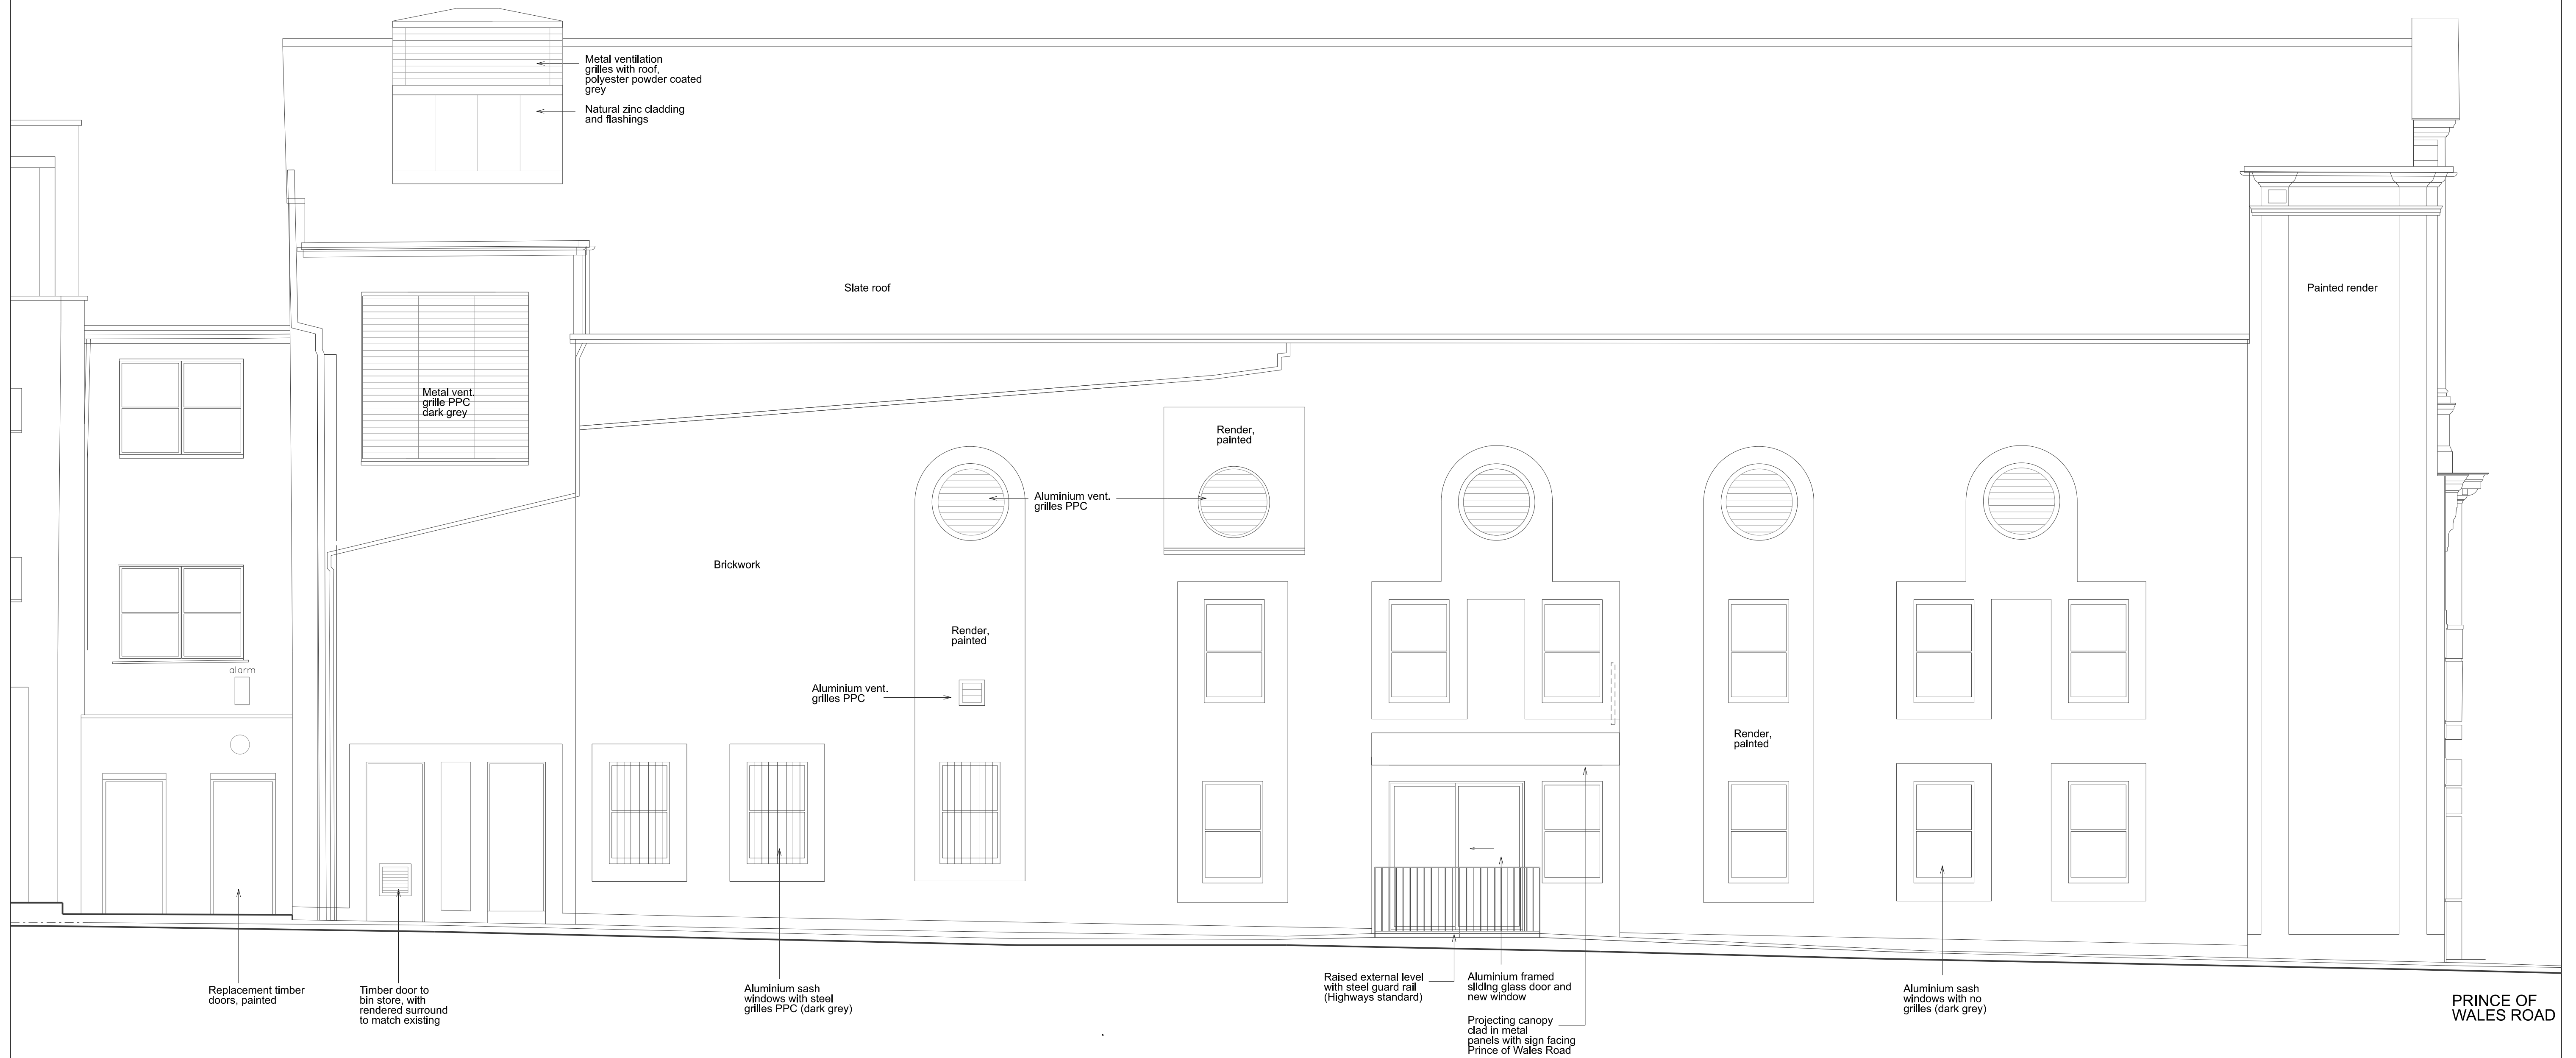 Metal ventilation
grilles with roof,
polyester powder coated
grey
Natural zinc cladding
and flashings
Slate roof
Painted render
Metal vent.
grille PPC
dark grey
Render,
painted
Aluminium vent.
grilles PPC
Brickwork
Render,
painted
alarm
Aluminium vent.
grilles PPC
Render,
painted
Replacement timber
doors, painted
Timber door to
bin store, with
rendered surround
to match existing
Aluminium sash
windows with steel
grilles PPC (dark grey)
Raised external level
with steel guard rail
(Highways standard)
Aluminium framed
sliding glass door and
new window
Projecting canopy
clad in metal
panels with sign facing
Prince of Wales Road
Aluminium sash
windows with no
grilles (dark grey)
PRINCE OF
WALES ROAD